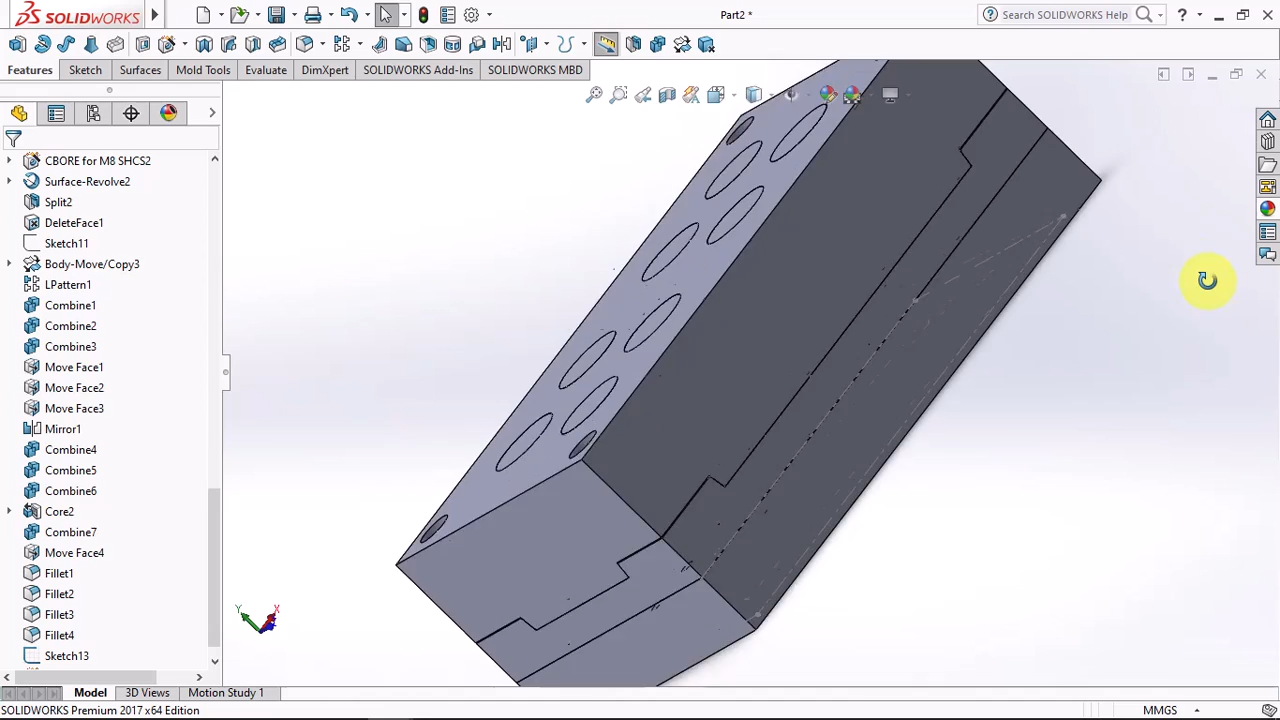 SOLIDWORKS
Part2 *
Search SOLIDWORKS Help
Features
Sketch
Surfaces
Mold Tools
Evaluate
DimXpert
SOLIDWORKS Add-Ins
SOLIDWORKS MBD
CBORE for M8 SHCS2
Surface-Revolve2
Split2
DeleteFace1
Sketch11
Body-Move/Copy3
LPattern1
Combine1
Combine2
Combine3
Move Face1
Move Face2
Move Face3
Mirror1
Combine4
Combine5
Combine6
Core2
Combine7
Move Face4
Fillet1
Fillet2
Fillet3
Fillet4
Sketch13
Y X
Model
3D Views
Motion Study 1
SOLIDWORKS Premium 2017 x64 Edition
MMGS